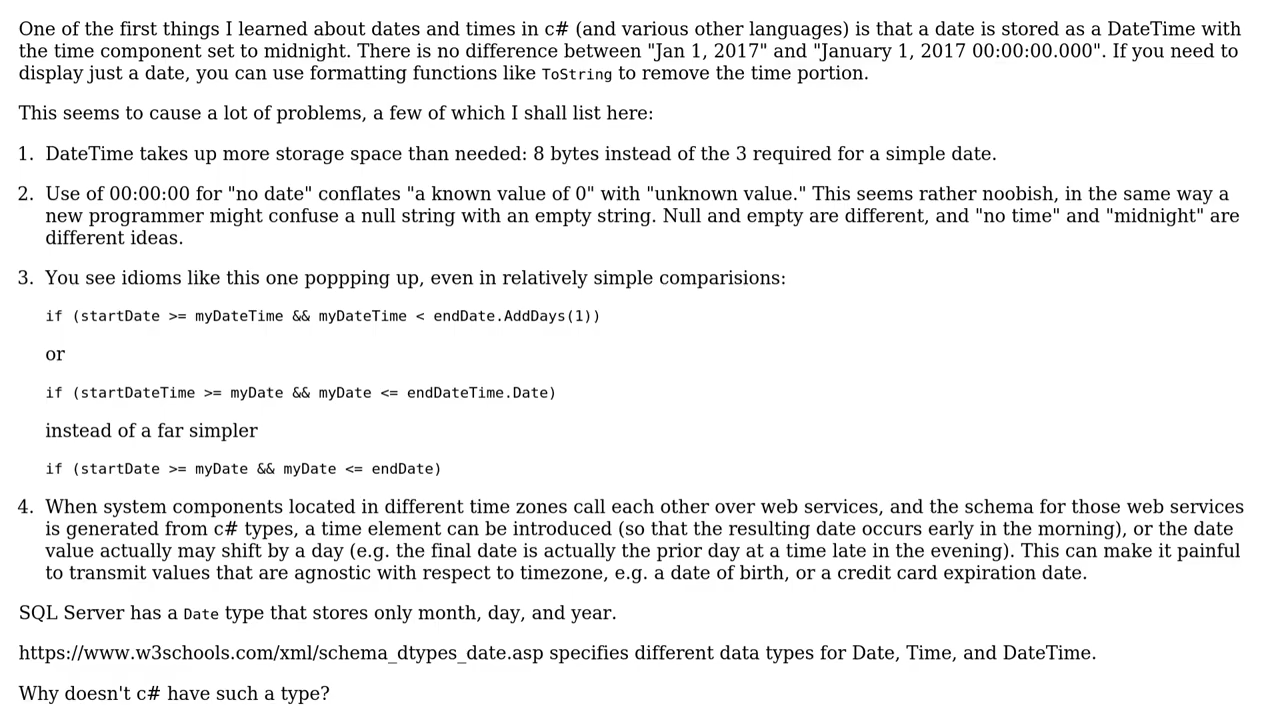 One of the first things I learned about dates and times in c# (and various other languages) is that a date is stored as a DateTime with
the time component set to midnight. There is no difference between "Jan 1, 2017" and "January 1, 2017 00:00:00.000". If you need to
display just a date, you can use formatting functions like ToString to remove the time portion.
This seems to cause a lot of problems, a few of which I shall list here:
1. DateTime takes up more storage space than needed: 8 bytes instead of the 3 required for a simple date.
2. Use of 00:00:00 for "no date" conflates "a known value of 0" with "unknown value." This seems rather noobish, in the same way a
new programmer might confuse a null string with an empty string. Null and empty are different, and "no time" and "midnight" are
different ideas.
3. You see idioms like this one poppping up, even in relatively simple comparisions:
if (startDate >= myDateTime && myDateTime < endDate.AddDays(1))
or
if (startDateTime >= myDate && myDate <= endDateTime.Date)
instead of a far simpler
if (startDate >= myDate && myDate <= endDate)
4. When system components located in different time zones call each other over web services, and the schema for those web services
is generated from c# types, a time element can be introduced (so that the resulting date occurs early in the morning), or the date
value actually may shift by a day (e.g. the final date is actually the prior day at a time late in the evening). This can make it painful
to transmit values that are agnostic with respect to timezone, e.g. a date of birth, or a credit card expiration date.
SQL Server has a Date type that stores only month, day, and year.
https://www.w3schools.com/xml/schema_dtypes_date.asp specifies different data types for Date, Time, and DateTime.
Why doesn't c# have such a type?